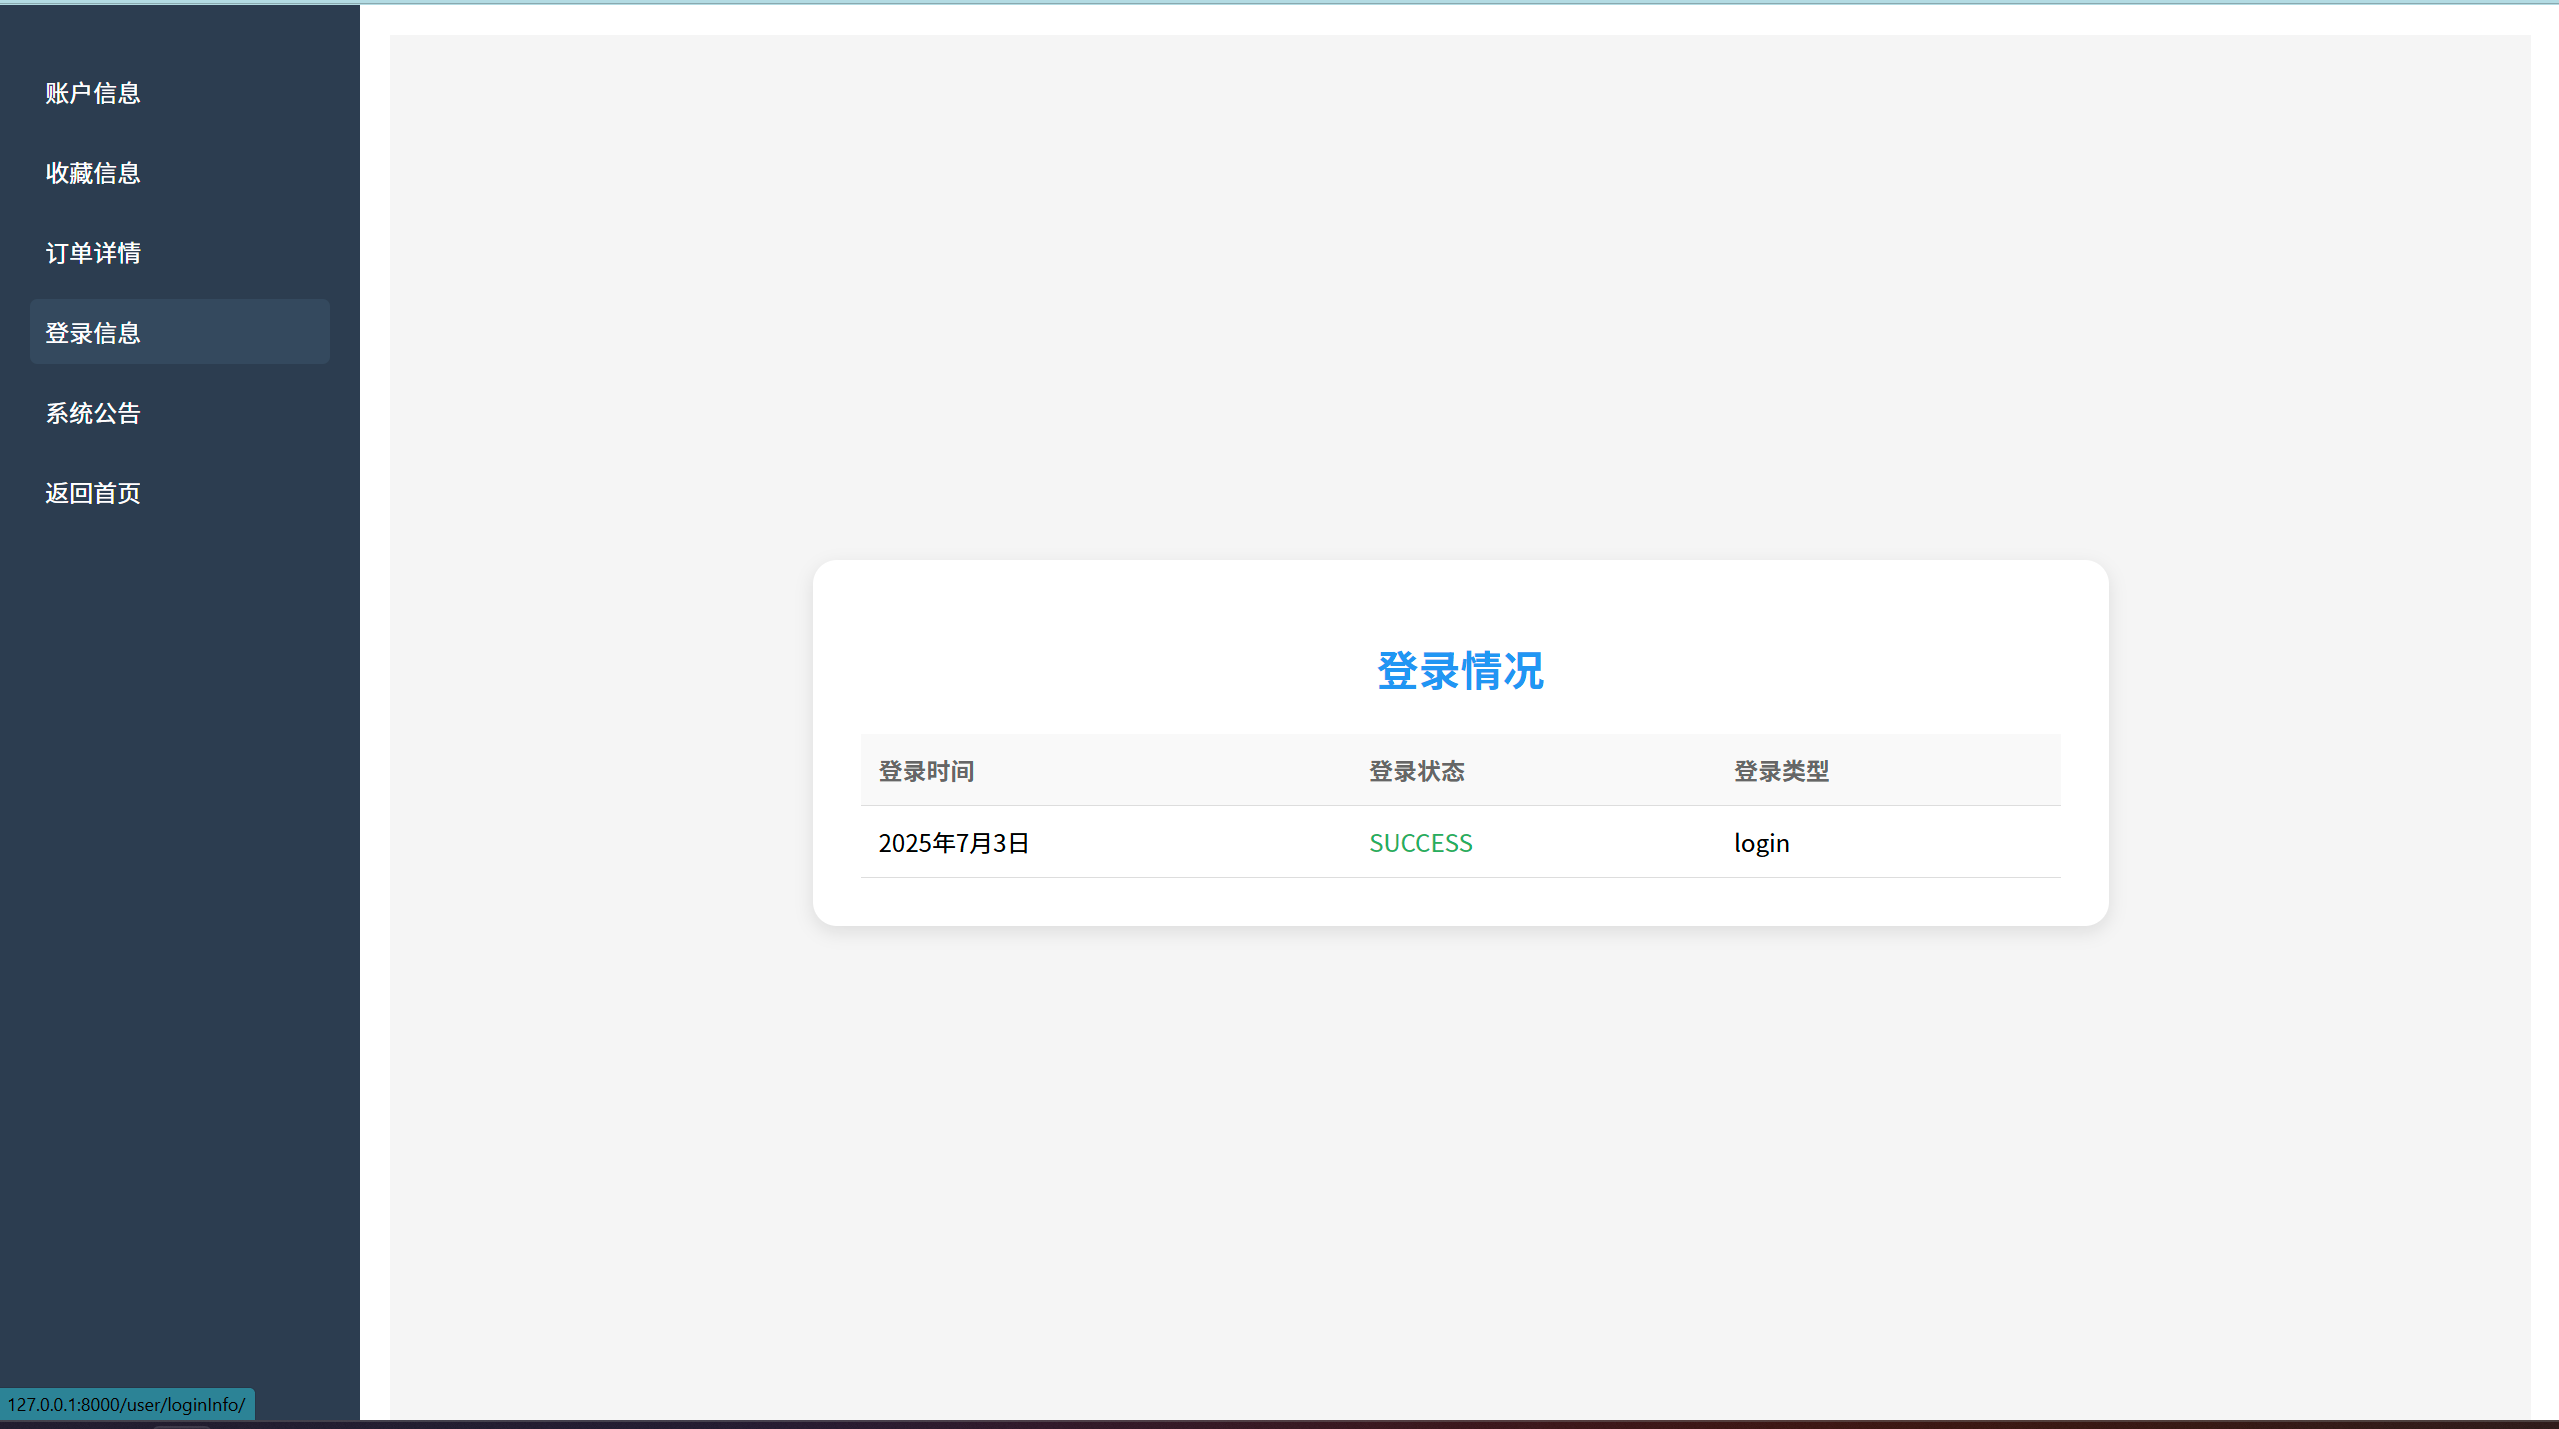 账户信息
收藏信息
订单详情
登录信息
系统公告
返回首页
登录情况
登录时间 登录状态 登录类型
2025年7月3日 SUCCESS login
127.0.0.1:8000/user/loginInfo/